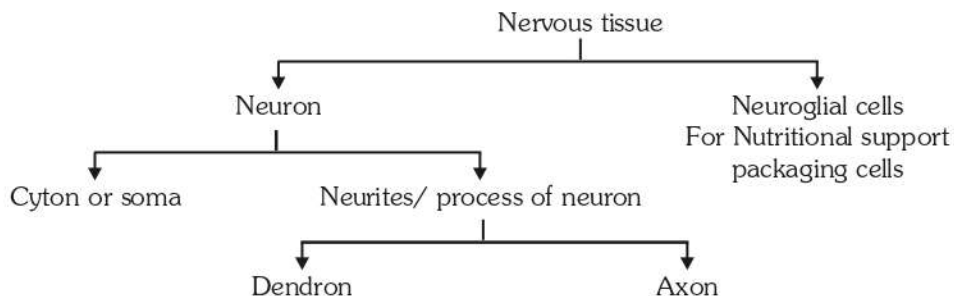 Nervous tissue
Neuron
Neuroglial cells
For Nutritional support
packaging cells
Cyton or soma
Neurites/ process of neuron
Dendron
Axon